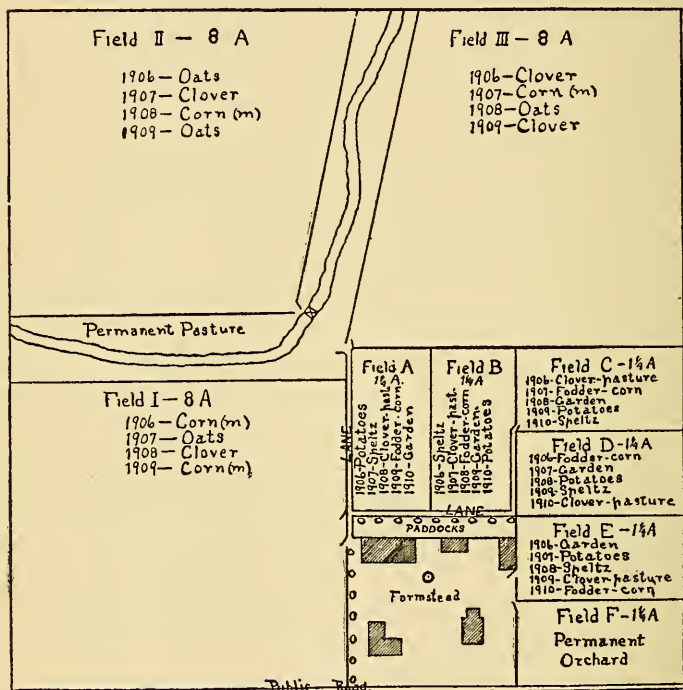 Field II — 8 A
1906 — Oats
1907 — Clover
1908 — Corn (m)
1909 — Oats
Field III — 8 A
1906 — Clover
1907 — Corn (m)
1908 — Oats
1909 — Clover
Permanent Pasture
Field I — 8 A
1906 — Corn (m)
1907 — Oats
1908 — Clover
1909 — Corn (m)
LANE
Field A
1¼ A.
1906-Potatoes
1907-Speltz
1908-Clover past.
1909-Fodder-corn
1910-Garden
Field B
1¼ A
1906-Speltz
1907-Clover-past.
1908-Fodder-corn
1909-Garden
1910-Potatoes
Field C - 1¼ A
1906-Clover-pasture
1907-Fodder-corn
1908-Garden
1909-Potatoes
1910-Speltz
Field D - 1¼ A
1906-Fodder-corn
1907-Garden
1908-Potatoes
1909-Speltz
1910-Clover-pasture
LANE
PADDOCKS
Field E - 1¼ A
1906-Garden
1907-Potatoes
1908-Speltz
1909-Clover pasture
1910-Fodder-corn
Farmstead
Field F - 1¼ A
Permanent
Orchard
Public Road